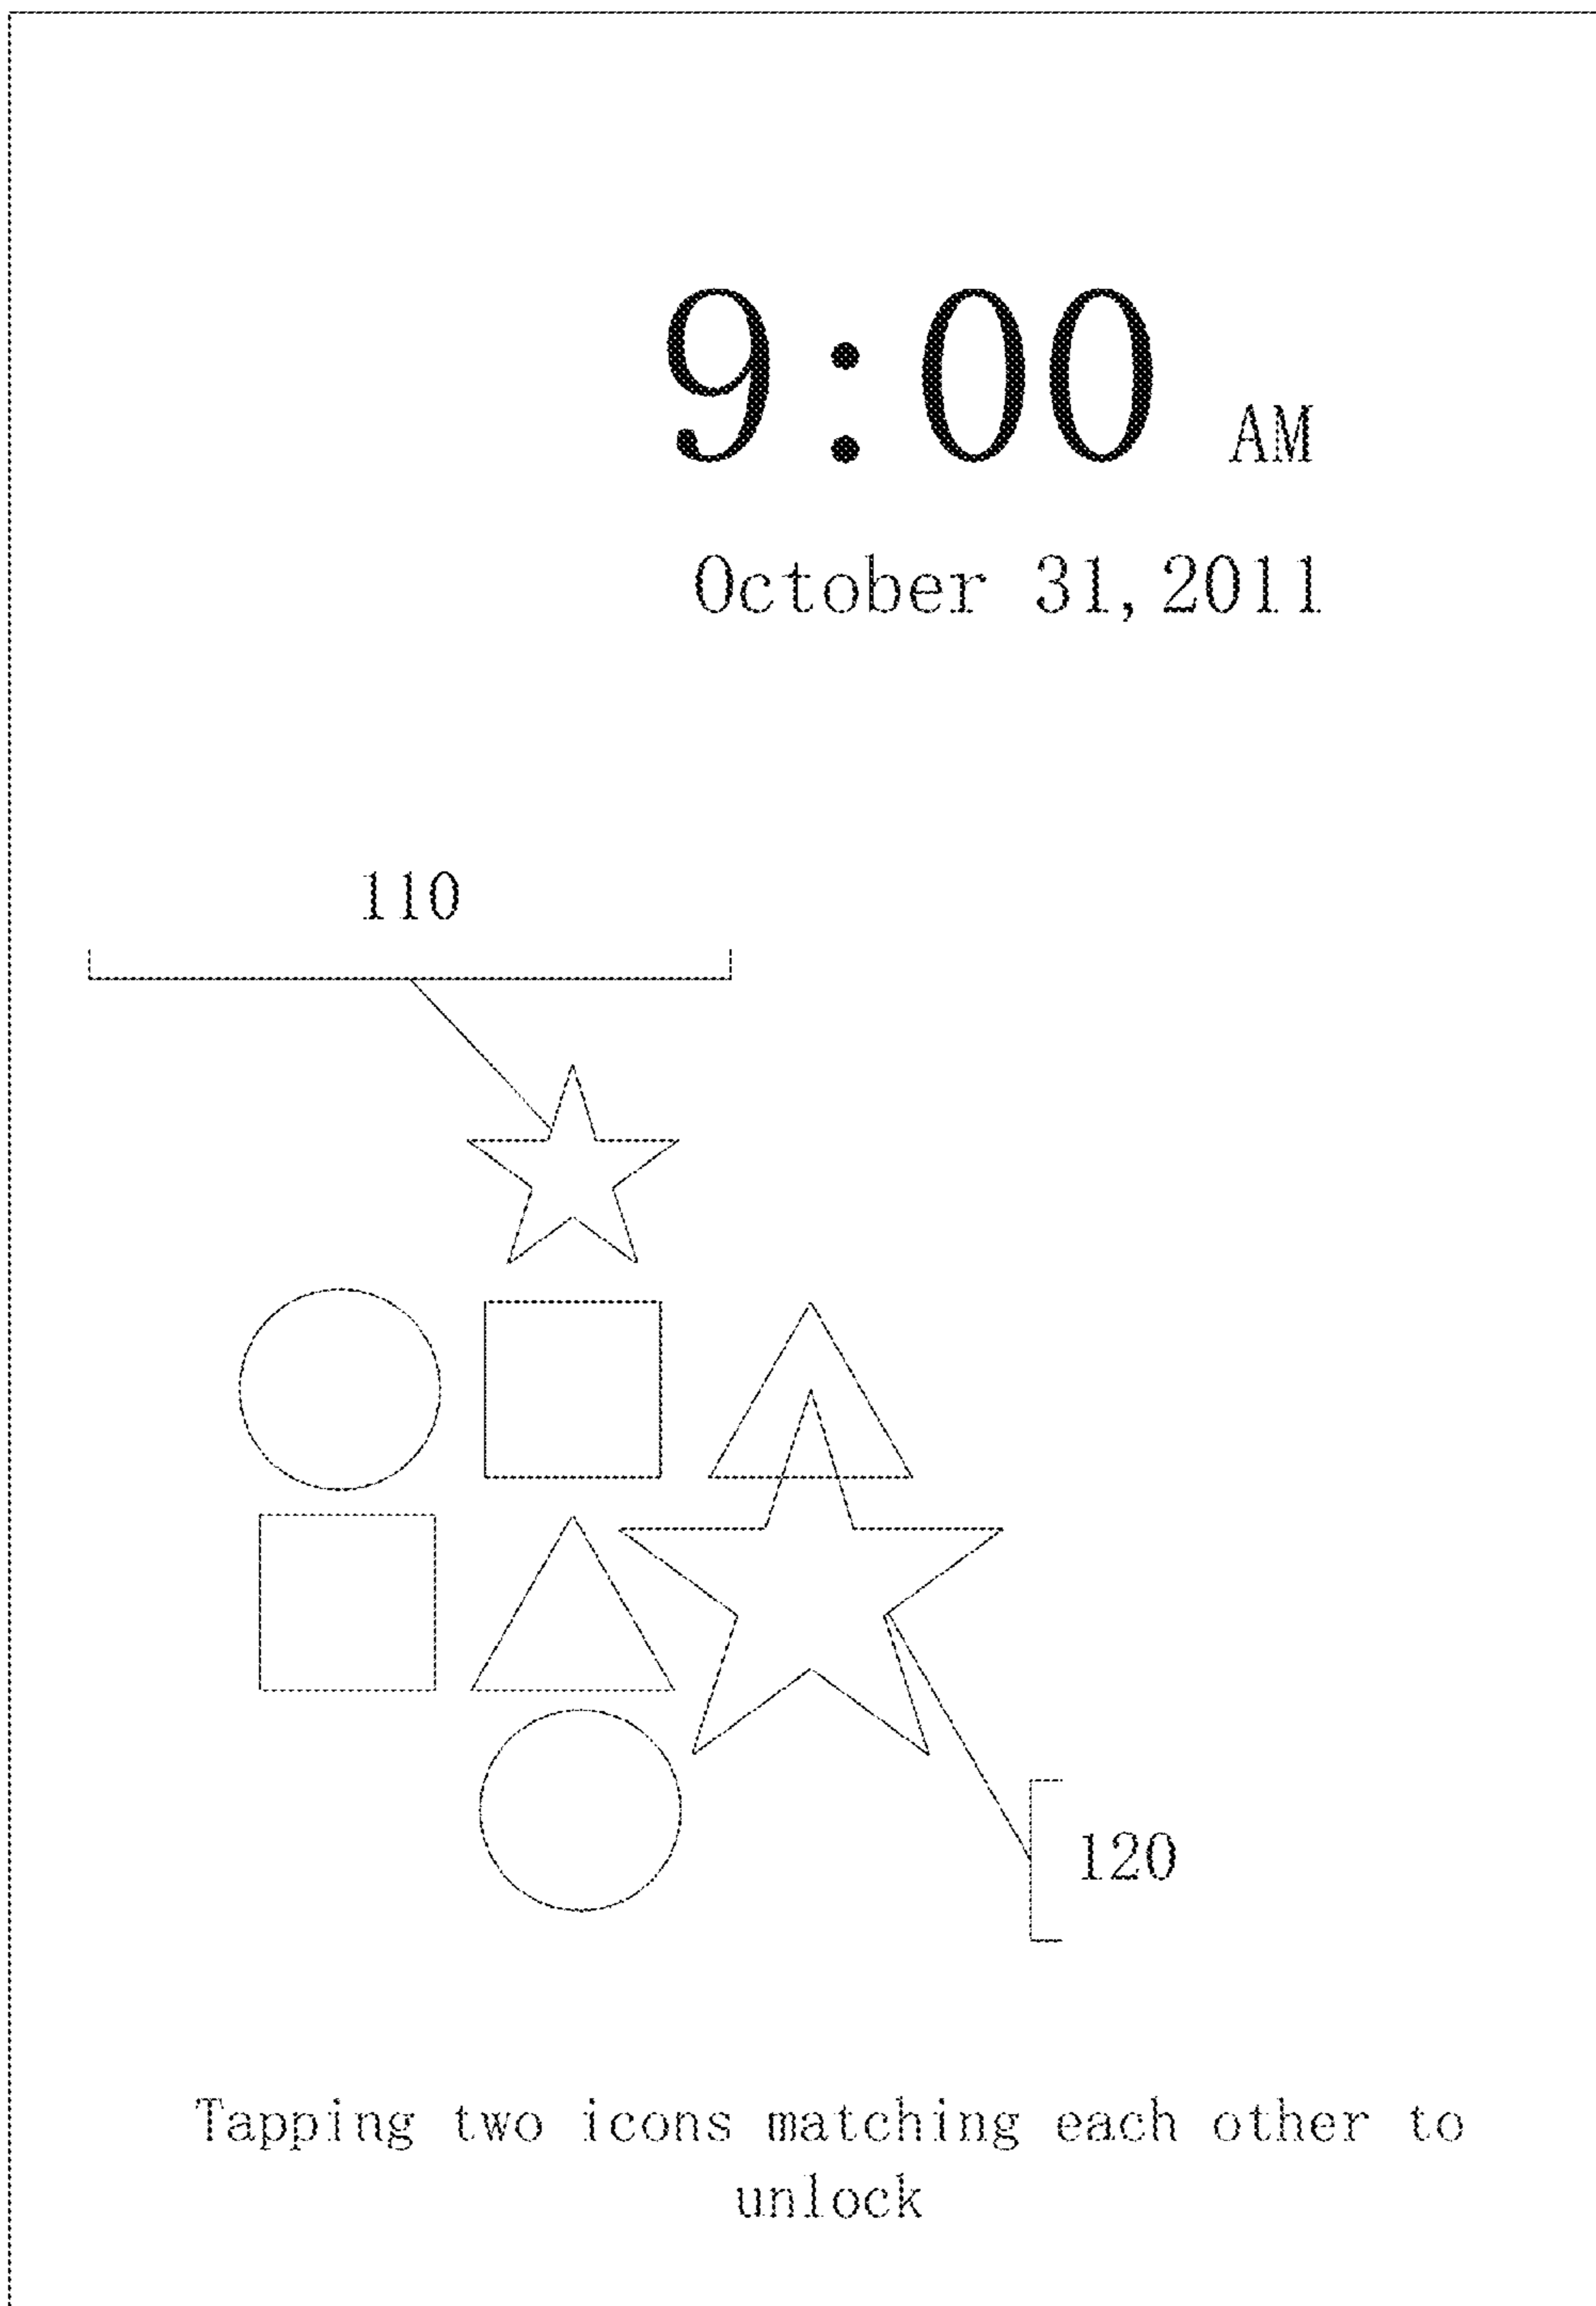 9:00 AM
October 31, 2011
110
120
Tapping two icons matching each other to
unlock